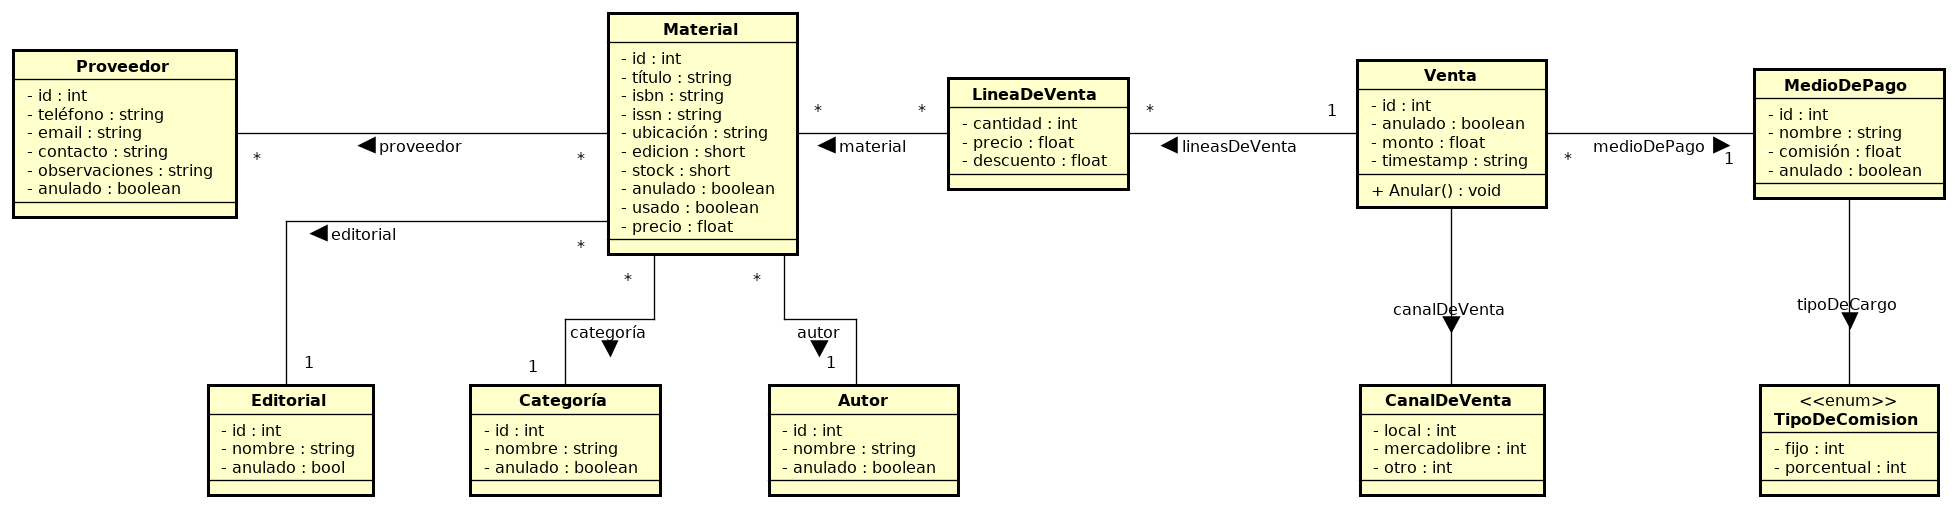 Proveedor
- id : int
- teléfono : string
- email : string
- contacto : string
- observaciones : string
- anulado : boolean
*
proveedor
*
Material
- id : int
- título : string
- isbn : string
- issn : string
- ubicación : string
- edicion : short
- stock : short
- anulado : boolean
- usado : boolean
- precio : float
*
material
*
LineaDeVenta
- cantidad : int
- precio : float
- descuento : float
*
lineasDeVenta
1
Venta
- id : int
- anulado : boolean
- monto : float
- timestamp : string
+ Anular() : void
*
medioDePago
1
MedioDePago
- id : int
- nombre : string
- comisión : float
- anulado : boolean
editorial
*
1
Editorial
- id : int
- nombre : string
- anulado : bool
*
categoría
1
Categoría
- id : int
- nombre : string
- anulado : boolean
*
autor
1
Autor
- id : int
- nombre : string
- anulado : boolean
canalDeVenta
CanalDeVenta
- local : int
- mercadolibre : int
- otro : int
tipoDeCargo
<<enum>>
TipoDeComision
- fijo : int
- porcentual : int